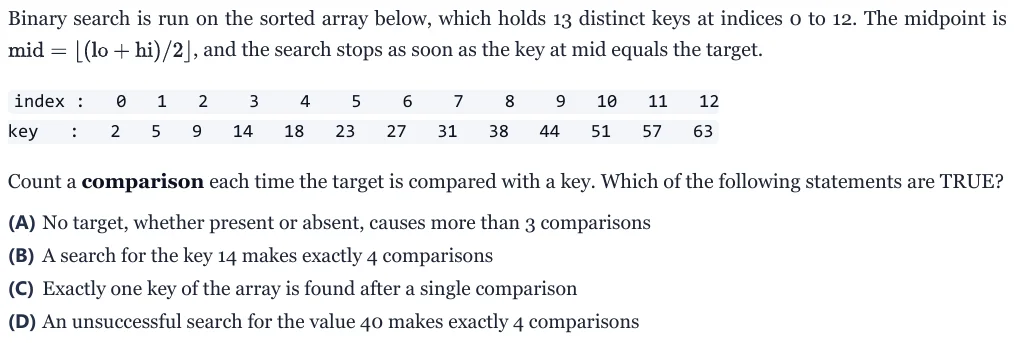 Binary search is run on the sorted array below, which holds 13 distinct keys at indices 0 to 12. The midpoint is
mid = ⌊(lo + hi)/2⌋, and the search stops as soon as the key at mid equals the target.
index : 0 1 2 3 4 5 6 7 8 9 10 11 12
key : 2 5 9 14 18 23 27 31 38 44 51 57 63
Count a comparison each time the target is compared with a key. Which of the following statements are TRUE?
(A) No target, whether present or absent, causes more than 3 comparisons
(B) A search for the key 14 makes exactly 4 comparisons
(C) Exactly one key of the array is found after a single comparison
(D) An unsuccessful search for the value 40 makes exactly 4 comparisons